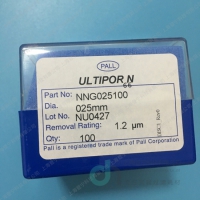 PALL
ULTIPOR N
66
Part No: NNG025100
Dia. 025mm
Lot No. NU0427
Removal Rating: 1.2 µm
Qty: 100
Pall is a registered trade mark of Pall Corporation